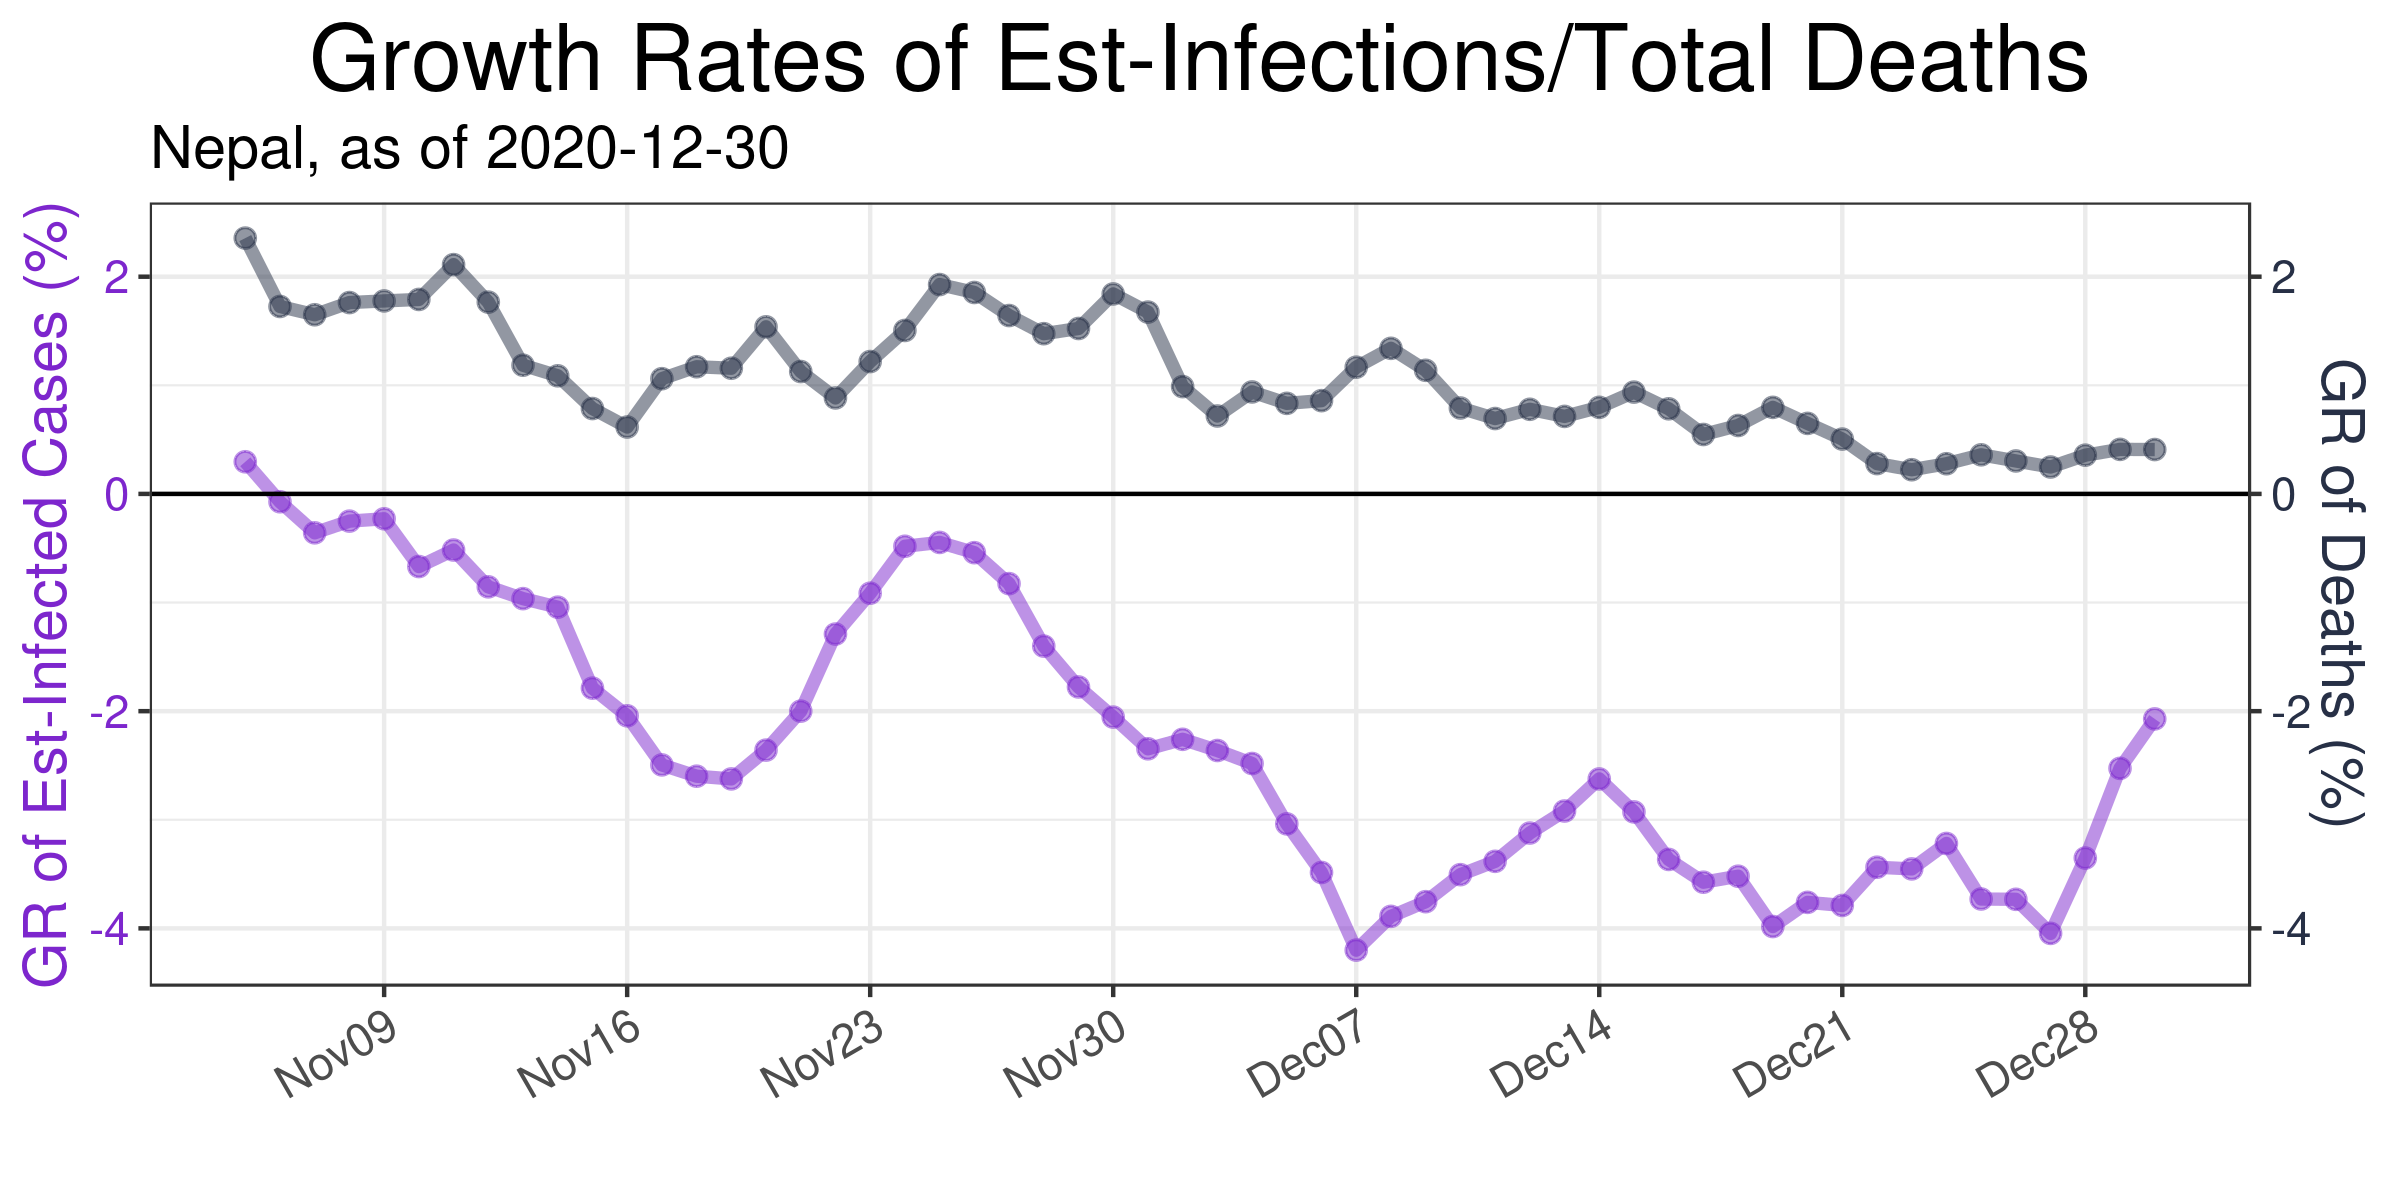 Growth Rates of Est-Infections/Total Deaths
Nepal, as of 2020-12-30
GR of Est-Infected Cases (%)
2
0
-2
-4
2
0
-2
-4
GR of Deaths (%)
Nov09
Nov16
Nov23
Nov30
Dec07
Dec14
Dec21
Dec28